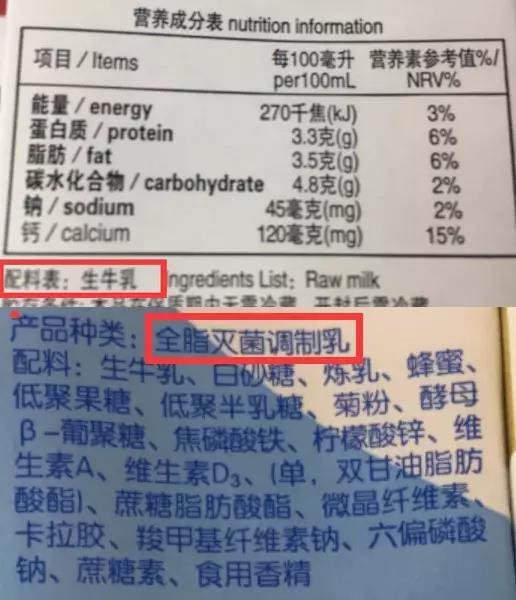 营养成分表 nutrition information
项目 / Items 每100毫升 per100mL 营养素参考值%/ NRV%
能量 / energy 270千焦(kJ) 3%
蛋白质 / protein 3.3克(g) 6%
脂肪 / fat 3.5克(g) 6%
碳水化合物 / carbohydrate 4.8克(g) 2%
钠 / sodium 45毫克(mg) 2%
钙 / calcium 120毫克(mg) 15%
配料表：生牛乳 ngredients List：Raw milk
产品种类：全脂灭菌调制乳
配料：生牛乳、白砂糖、炼乳、蜂蜜、
低聚果糖、低聚半乳糖、菊粉、酵母
β-葡聚糖、焦磷酸铁、柠檬酸锌、维
生素A、维生素D₃、(单，双甘油脂肪
酸酯)、蔗糖脂肪酸酯、微晶纤维素、
卡拉胶、羧甲基纤维素钠、六偏磷酸
钠、蔗糖素、食用香精